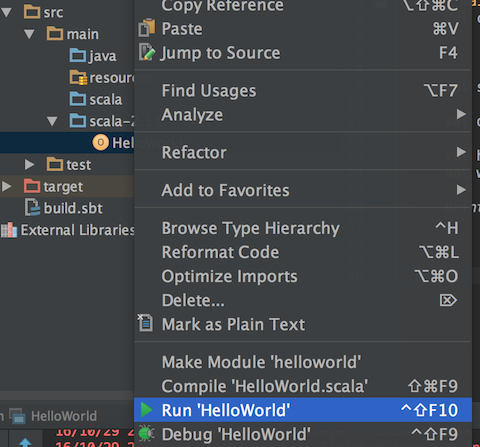 src
main
java
resour
scala
scala-2
Hel
test
target
build.sbt
External Libraries
Copy Reference ⌥⇧⌘C
Paste ⌘V
Jump to Source F4
Find Usages ⌥F7
Analyze
Refactor
Add to Favorites
Browse Type Hierarchy ^H
Reformat Code ⌥⌘L
Optimize Imports ⌥⌘O
Delete... ⌦
Mark as Plain Text
Make Module 'helloworld'
Compile 'HelloWorld.scala' ⇧⌘F9
Run 'HelloWorld' ^⇧F10
Debug 'HelloWorld' ^⇧F9
HelloWorld
16/10/29 2
16/10/29 2